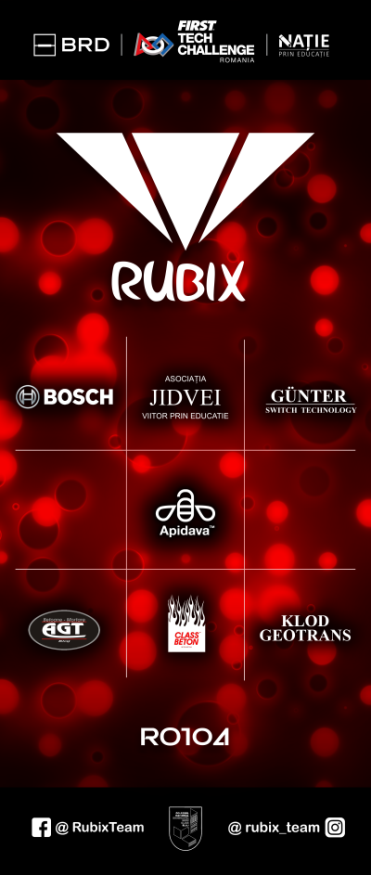 BRD
FIRST
TECH
CHALLENGE
ROMANIA
NAȚIE
PRIN EDUCAȚIE
RUBIX
BOSCH
ASOCIAȚIA
JIDVEI
VIITOR PRIN EDUCATIE
GÜNTER
SWITCH TECHNOLOGY
Apidava™
AGT
CLASS
BETON
KLOD
GEOTRANS
RO104
@ RubixTeam
@ rubix_team